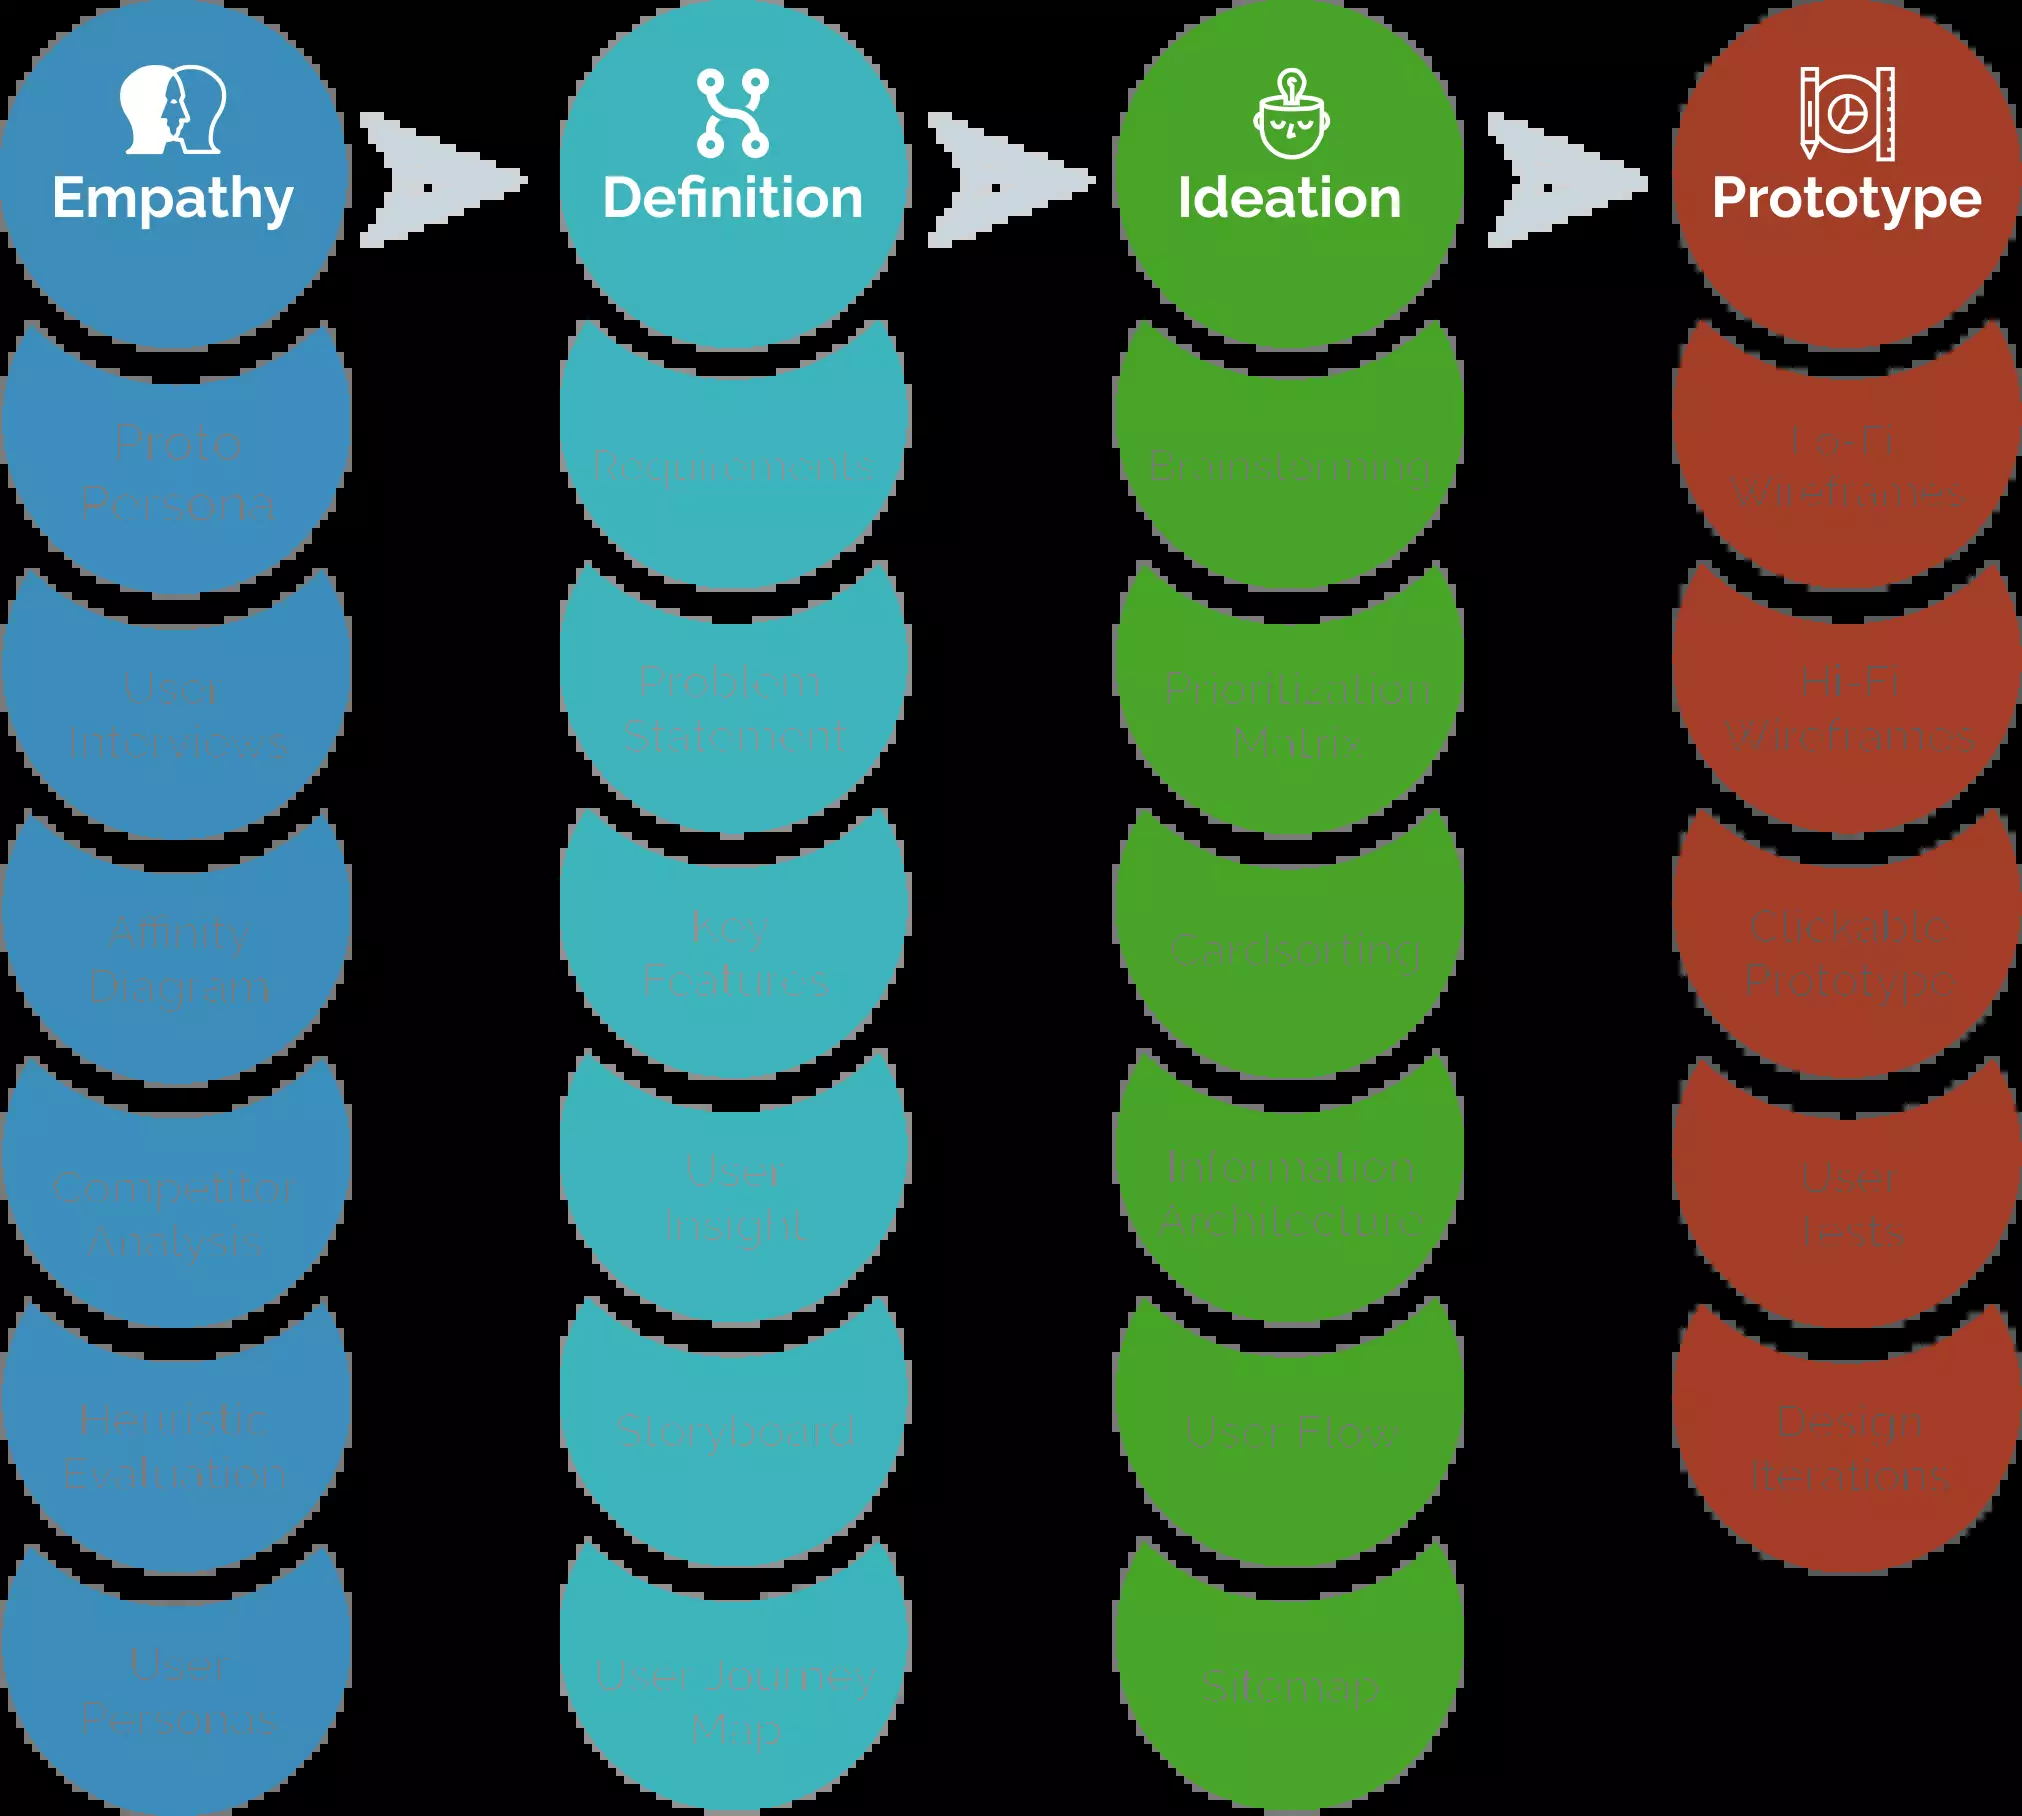 Empathy
Definition
Ideation
Prototype
Proto
Persona
User
Interviews
Affinity
Diagram
Competitor
Analysis
Heuristic
Evaluation
User
Personas
Requirements
Problem
Statement
Key
Features
User
Insight
Storyboard
User Journey
Map
Brainstorming
Prioritization
Matrix
Cardsorting
Information
Architecture
User Flow
Sitemap
Lo-Fi
Wireframes
Hi-Fi
Wireframes
Clickable
Prototype
User
Tests
Design
Iterations